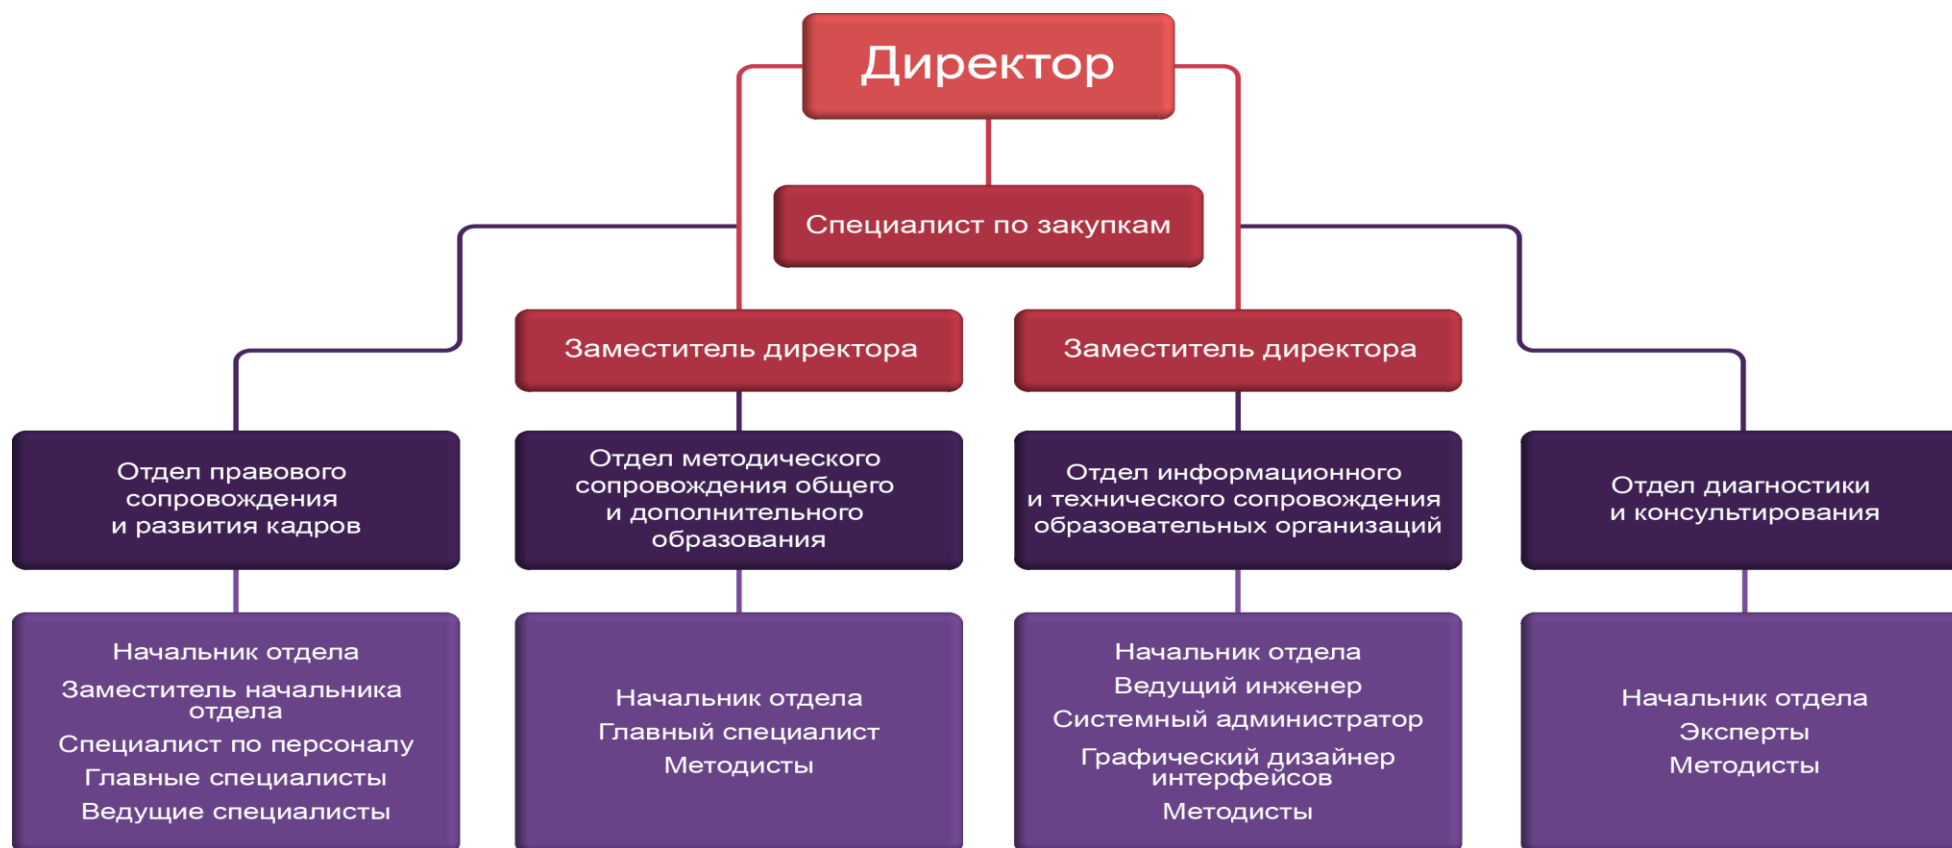 Директор
Специалист по закупкам
Заместитель директора
Заместитель директора
Отдел правового
сопровождения
и развития кадров
Отдел методического
сопровождения общего
и дополнительного
образования
Отдел информационного
и технического сопровождения
образовательных организаций
Отдел диагностики
и консультирования
Начальник отдела
Заместитель начальника
отдела
Специалист по персоналу
Главные специалисты
Ведущие специалисты
Начальник отдела
Главный специалист
Методисты
Начальник отдела
Ведущий инженер
Системный администратор
Графический дизайнер
интерфейсов
Методисты
Начальник отдела
Эксперты
Методисты